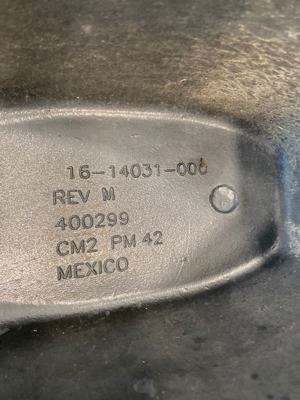 16-14031-000
REV M
400299
CM2 PM 42
MEXICO